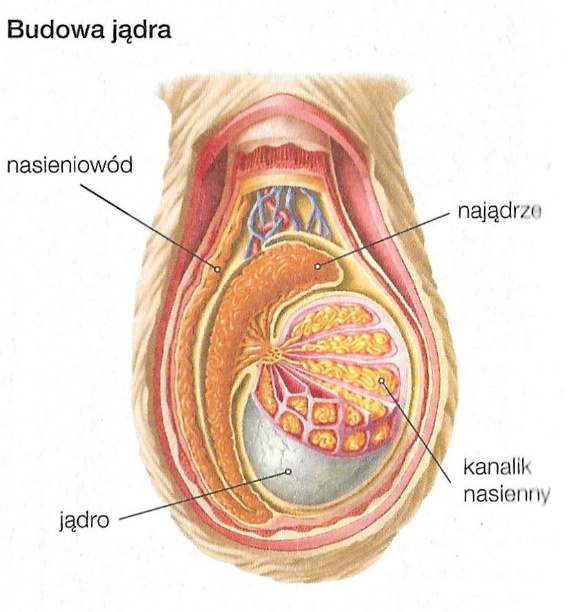 Budowa jądra
nasieniowód
najądrze
kanalik
nasienny
jądro